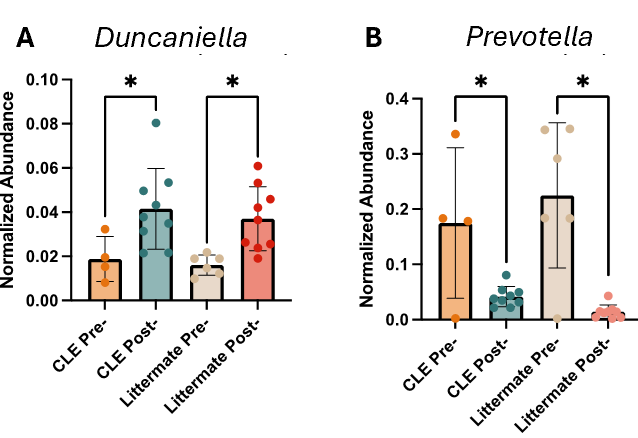 A
Duncaniella
*
*
Normalized Abundance
0.10
0.08
0.06
0.04
0.02
0.00
CLE Pre-
CLE Post-
Littermate Pre-
Littermate Post-
B
Prevotella
*
*
Normalized Abundance
0.4
0.3
0.2
0.1
0.0
CLE Pre-
CLE Post-
Littermate Pre-
Littermate Post-